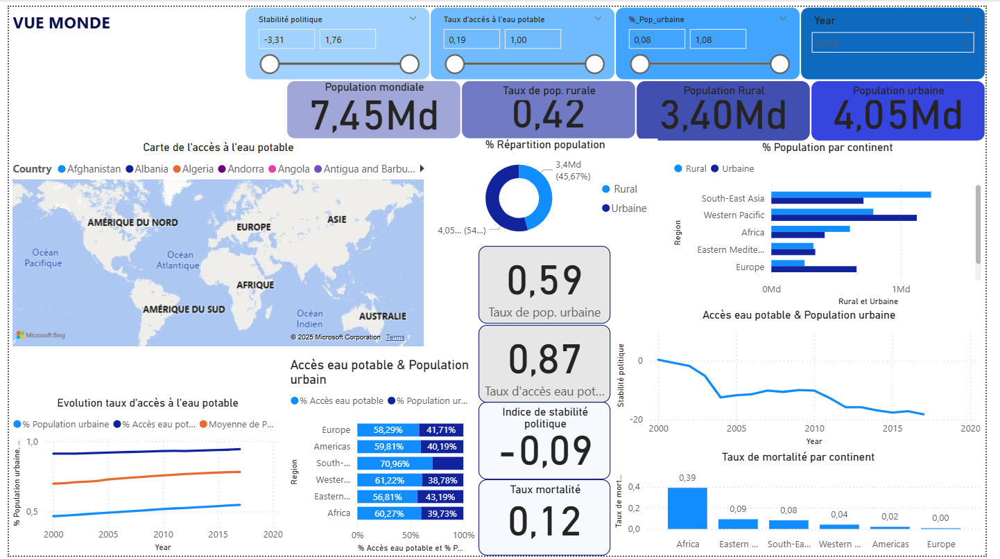 VUE MONDE
Stabilité politique
-3,31
1,76
Taux d'accés à l'eau potable
0,19
1,00
%_Pop_urbaine
0,08
1,08
Year
2016
Population mondiale
7,45Md
Taux de pop. rurale
0,42
Population Rural
3,40Md
Population urbaine
4,05Md
Carte de l'accès à l'eau potable
Country Afghanistan Albania Algeria Andorra Angola Antigua and Barbu...
AMÉRIQUE DU NORD
EUROPE
ASIE
Océan
Pacifique
Océan
Atlantique
AFRIQUE
AMÉRIQUE DU SUD
Océan
Indien
AUSTRALIE
Microsoft Bing
© 2025 Microsoft Corporation Terms
% Répartition population
3,4Md
(45,67%)
4,05... (54...)
Rural
Urbaine
% Population par continent
Rural Urbaine
Region
South-East Asia
Western Pacific
Africa
Eastern Medite...
Europe
0Md 1Md
Rural et Urbaine
0,59
Taux de pop. urbaine
0,87
Taux d'accès eau pot...
Indice de stabilité
politique
-0,09
Taux mortalité
0,12
Evolution taux d'accès à l'eau potable
% Population urbaine % Accès eau pot... Moyenne de P...
% Population urbaine, ...
1,0
0,5
2000 2005 2010 2015 2020
Year
Accès eau potable & Population
urbain
% Accès eau potable % Population ur...
Region
Europe 58,29% 41,71%
Americas 59,81% 40,19%
South-... 70,96%
Wester... 61,22% 38,78%
Eastern... 56,81% 43,19%
Africa 60,27% 39,73%
0% 50% 100%
% Accès eau potable et % P...
Accès eau potable & Population urbaine
Stabilité politique
0
-20
2000 2005 2010 2015 2020
Year
Taux de mortalité par continent
Taux de mort...
0,4
0,2
0,0
0,39 0,09 0,08 0,04 0,02 0,00
Africa Eastern ... South-Ea... Western ... Americas Europe